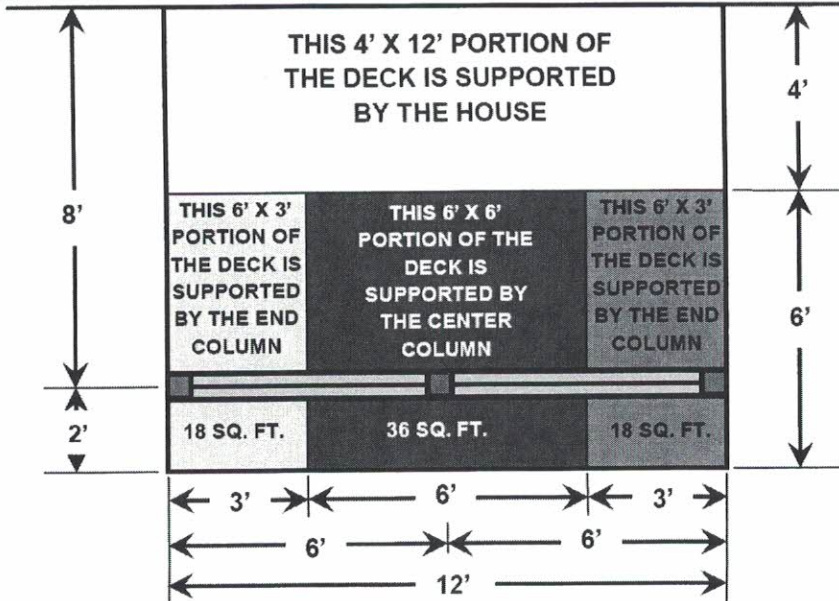 THIS 4' X 12' PORTION OF
THE DECK IS SUPPORTED
BY THE HOUSE
4'
8'
THIS 6' X 3'
PORTION OF
THE DECK IS
SUPPORTED
BY THE END
COLUMN
THIS 6' X 6'
PORTION OF THE
DECK IS
SUPPORTED BY
THE CENTER
COLUMN
THIS 6' X 3'
PORTION OF
THE DECK IS
SUPPORTED
BY THE END
COLUMN
6'
2'
18 SQ. FT.
36 SQ. FT.
18 SQ. FT.
3'
6'
3'
6'
6'
12'